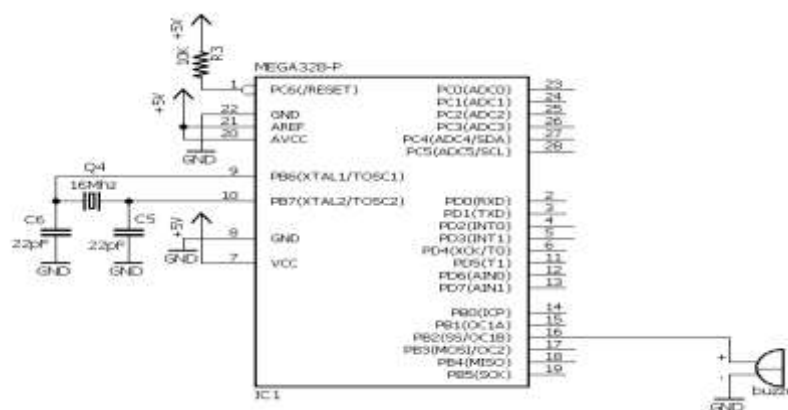 +5V
10K
R3
MEGA328-P
1
PC6(/RESET)
+5V
22
GND
21
AREF
20
AVCC
GND
9
PB6(XTAL1/TOSC1)
Q4
16Mhz
10
PB7(XTAL2/TOSC2)
C6
22pF
GND
C5
22pF
GND
+5V
8
GND
GND
7
VCC
PC0(ADC0)
23
PC1(ADC1)
24
PC2(ADC2)
25
PC3(ADC3)
26
PC4(ADC4/SDA)
27
PC5(ADC5/SCL)
28
PD0(RXD)
2
PD1(TXD)
3
PD2(INT0)
4
PD3(INT1)
5
PD4(XCK/T0)
6
PD5(T1)
11
PD6(AIN0)
12
PD7(AIN1)
13
PB0(ICP)
14
PB1(OC1A)
15
PB2(SS/OC1B)
16
PB3(MOSI/OC2)
17
PB4(MISO)
18
PB5(SCK)
19
IC1
+
-
GND